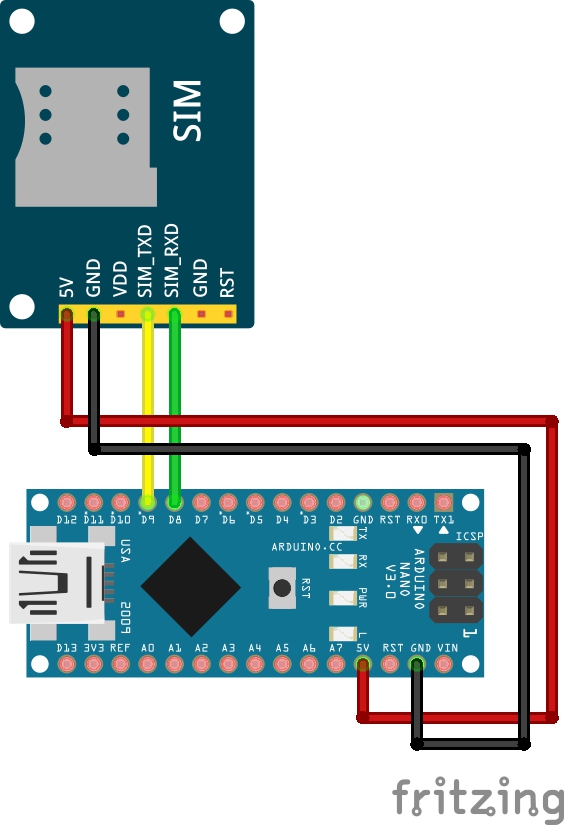 SIM
5V GND VDD SIM_TXD SIM_RXD GND RST
D12 D11 D10 D9 D8 D7 D6 D5 D4 D3 D2 GND RST RX0 TX1
TX
ICSP
USA
ARDUINO.CC
RX
RST
ARDUINO
NANO
V3.0
PWR
2009
L
1
D13 3V3 REF A0 A1 A2 A3 A4 A5 A6 A7 5V RST GND VIN
fritzing